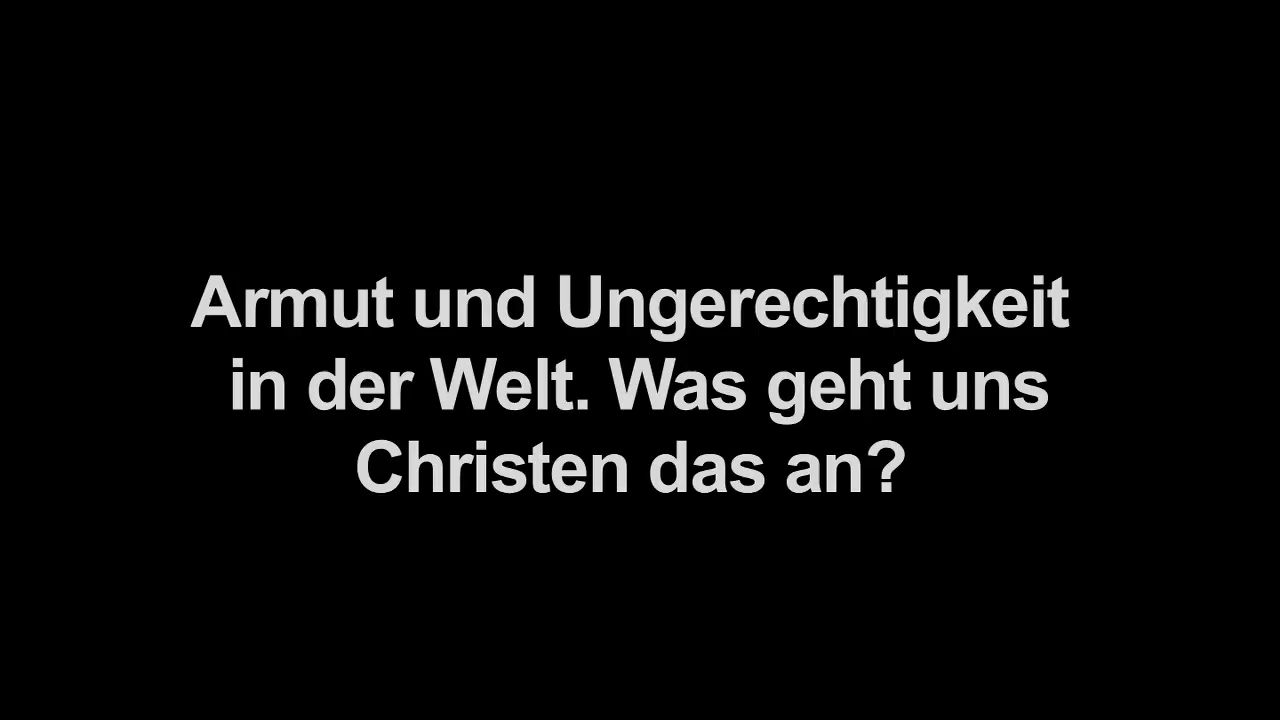 Armut und Ungerechtigkeit
in der Welt. Was geht uns
Christen das an?